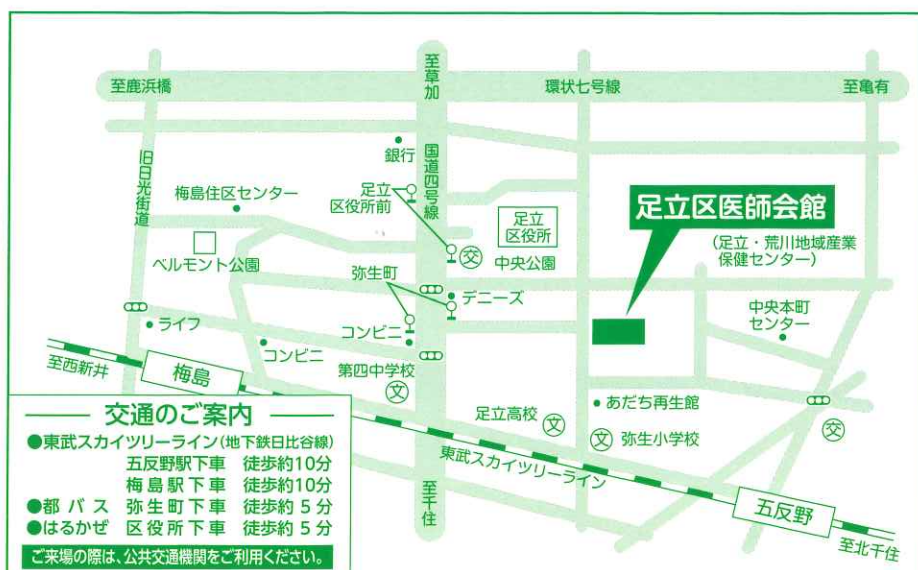 至鹿浜橋
至草加
環状七号線
至亀有
旧日光街道
銀行
国道四号線
梅島住区センター
足立
区役所前
足立
区役所
足立区医師会館
(足立・荒川地域産業
保健センター)
ベルモント公園
交
中央公園
弥生町
デニーズ
中央本町
センター
ライフ
コンビニ
コンビニ
至西新井
梅島
第四中学校
文
足立高校
文
あだち再生館
文
弥生小学校
交
東武スカイツリーライン
至千住
五反野
至北千住
交通のご案内
●東武スカイツリーライン(地下鉄日比谷線)
五反野駅下車 徒歩約10分
梅島駅下車 徒歩約10分
●都バス 弥生町下車 徒歩約5分
●はるかぜ 区役所下車 徒歩約5分
ご来場の際は、公共交通機関をご利用ください。